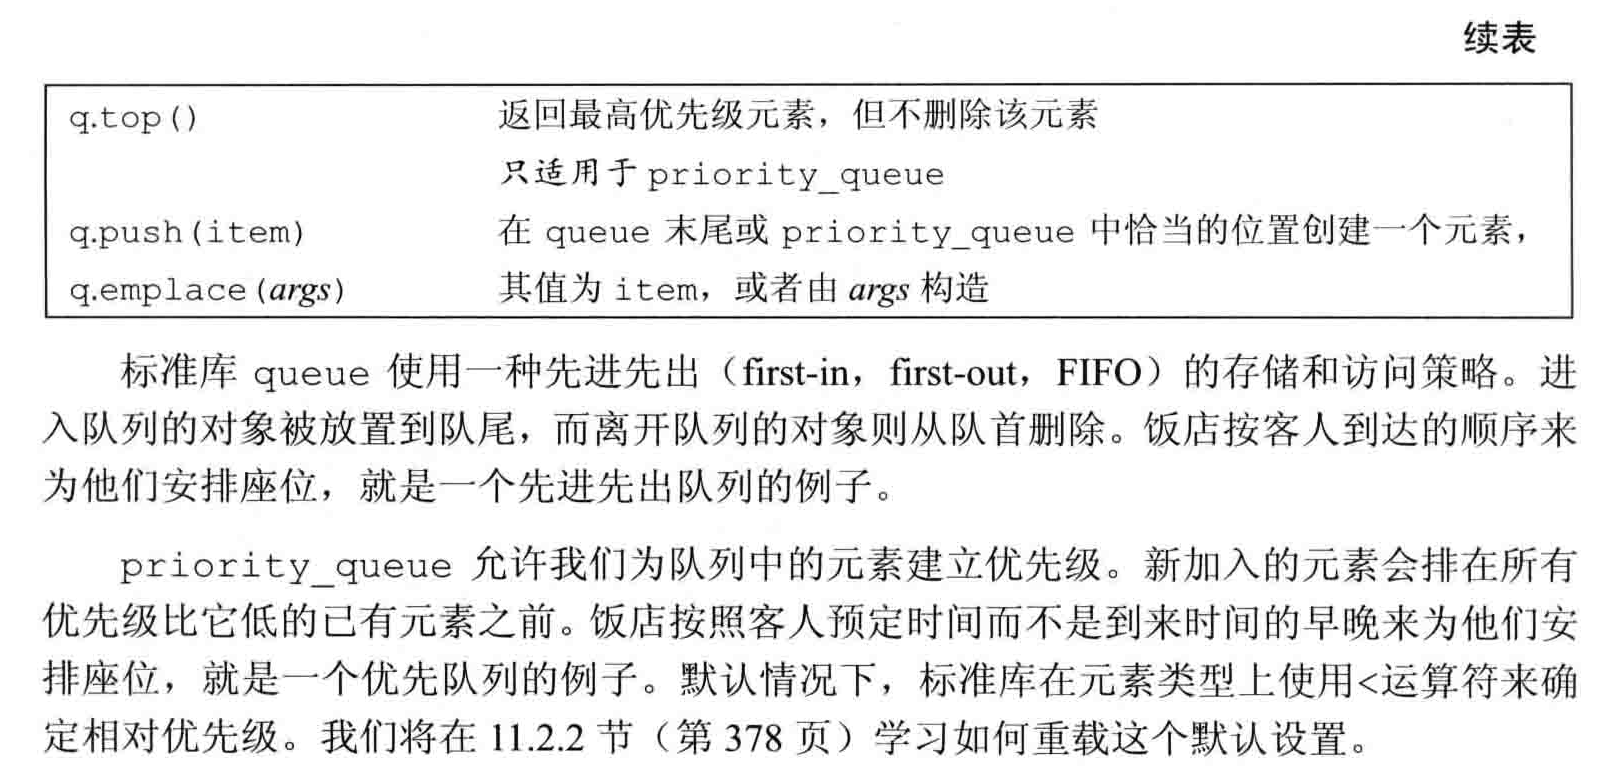 续表
q.top() 返回最高优先级元素，但不删除该元素
只适用于 priority_queue
q.push(item) 在 queue 末尾或 priority_queue 中恰当的位置创建一个元素，
q.emplace(args) 其值为 item，或者由 args 构造
标准库 queue 使用一种先进先出（first-in，first-out，FIFO）的存储和访问策略。进
入队列的对象被放置到队尾，而离开队列的对象则从队首删除。饭店按客人到达的顺序来
为他们安排座位，就是一个先进先出队列的例子。
priority_queue 允许我们为队列中的元素建立优先级。新加入的元素会排在所有
优先级比它低的已有元素之前。饭店按照客人预定时间而不是到来时间的早晚来为他们安
排座位，就是一个优先队列的例子。默认情况下，标准库在元素类型上使用<运算符来确
定相对优先级。我们将在 11.2.2 节（第 378 页）学习如何重载这个默认设置。